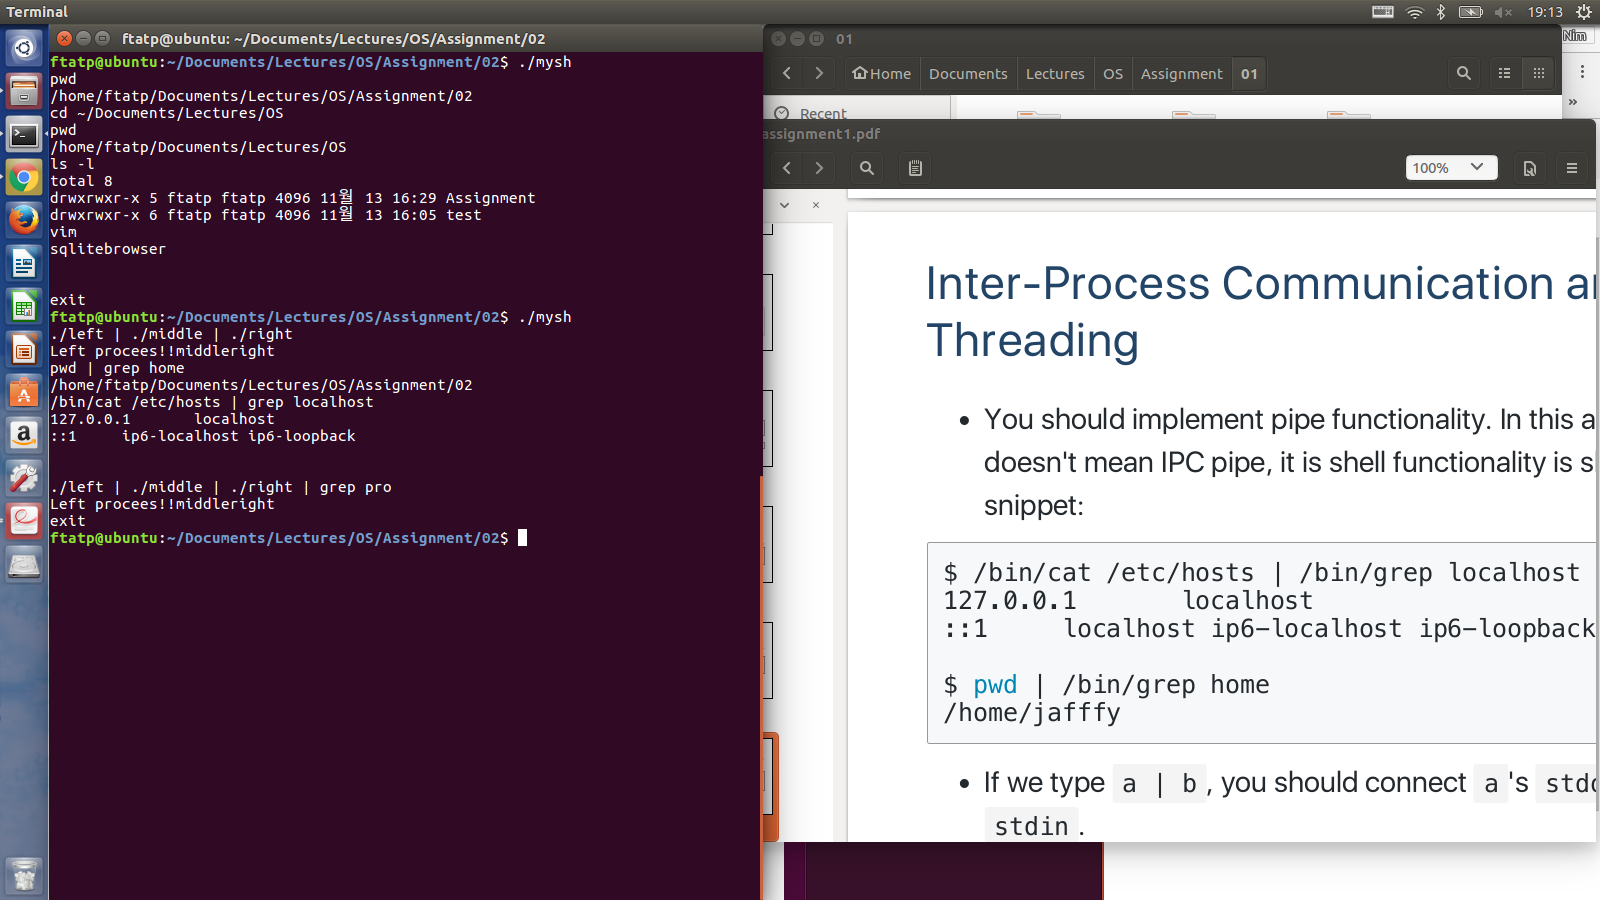 Terminal
19:13
ftatp@ubuntu: ~/Documents/Lectures/OS/Assignment/02
ftatp@ubuntu:~/Documents/Lectures/OS/Assignment/02$ ./mysh
pwd
/home/ftatp/Documents/Lectures/OS/Assignment/02
cd ~/Documents/Lectures/OS
pwd
/home/ftatp/Documents/Lectures/OS
ls -l
total 8
drwxrwxr-x 5 ftatp ftatp 4096 11월 13 16:29 Assignment
drwxrwxr-x 6 ftatp ftatp 4096 11월 13 16:05 test
vim
sqlitebrowser
exit
ftatp@ubuntu:~/Documents/Lectures/OS/Assignment/02$ ./mysh
./left | ./middle | ./right
Left procees!!middleright
pwd | grep home
/home/ftatp/Documents/Lectures/OS/Assignment/02
/bin/cat /etc/hosts | grep localhost
127.0.0.1       localhost
::1     ip6-localhost ip6-loopback
./left | ./middle | ./right | grep pro
Left procees!!middleright
exit
ftatp@ubuntu:~/Documents/Lectures/OS/Assignment/02$
01
Nim
Home Documents Lectures OS Assignment 01
Recent
assignment1.pdf
100%
Inter-Process Communication a
Threading
• You should implement pipe functionality. In this a
doesn't mean IPC pipe, it is shell functionality is s
snippet:
$ /bin/cat /etc/hosts | /bin/grep localhost
127.0.0.1       localhost
::1     localhost ip6-localhost ip6-loopback
$ pwd | /bin/grep home
/home/jafffy
• If we type a | b , you should connect a 's stdo
stdin .